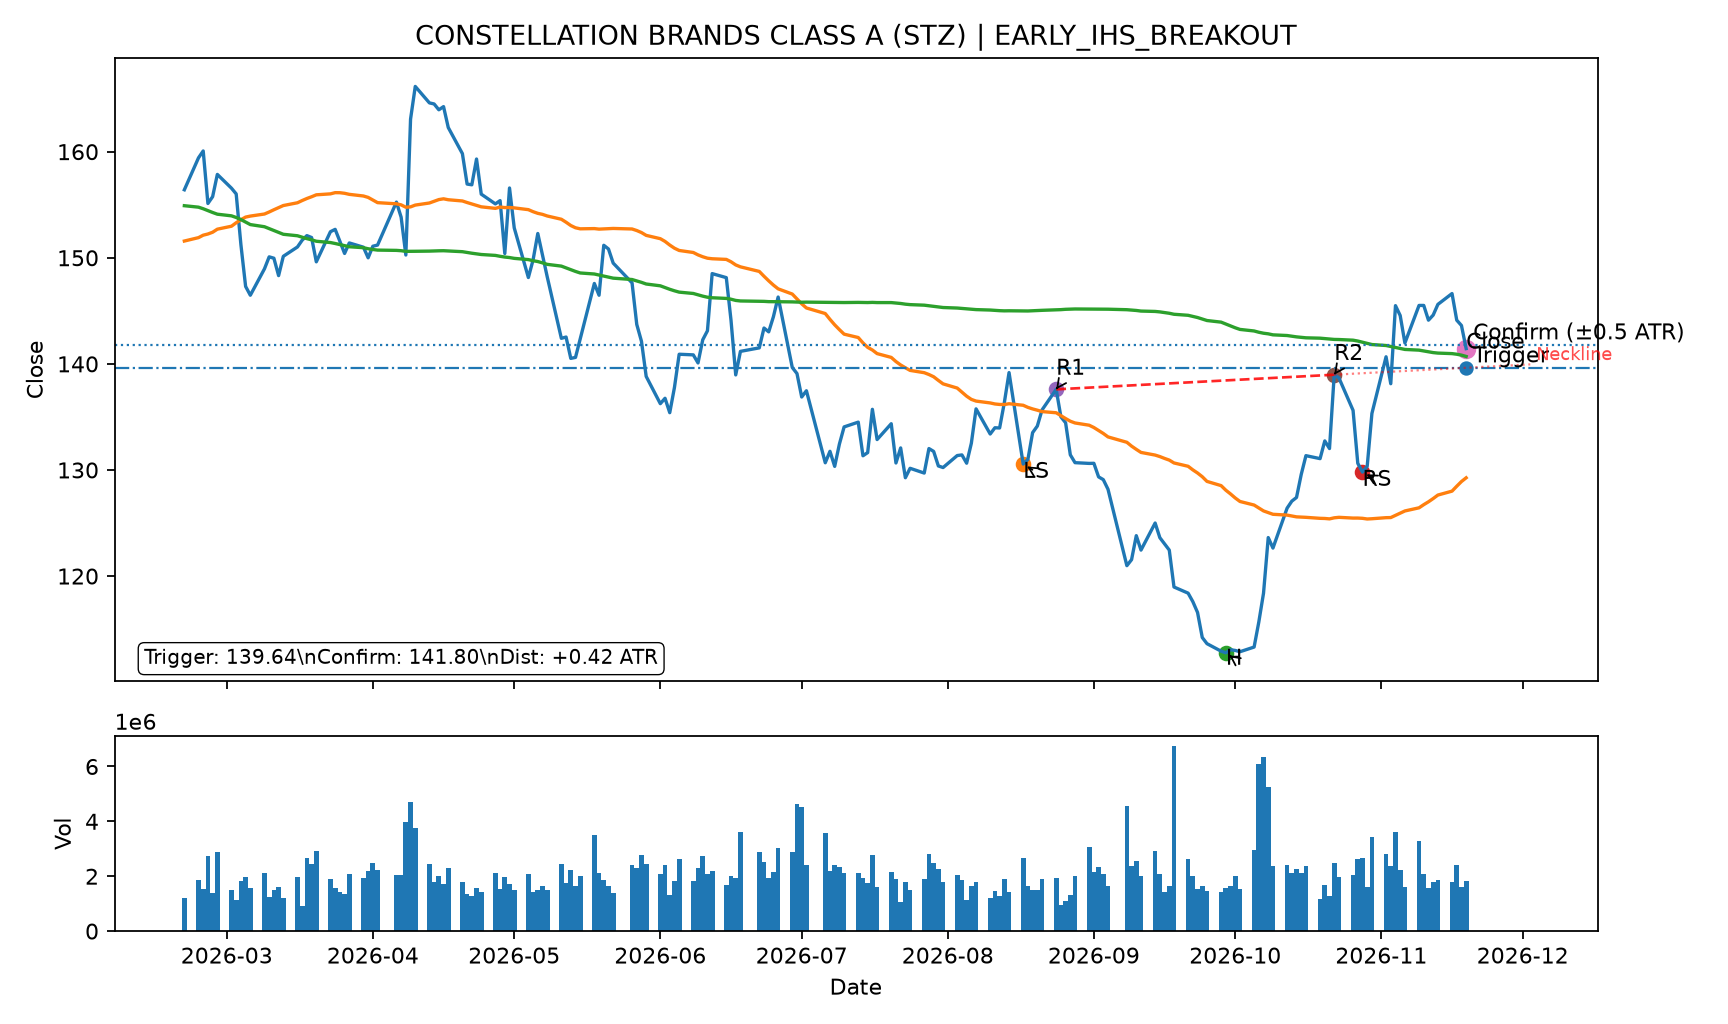 CONSTELLATION BRANDS CLASS A (STZ) | EARLY_IHS_BREAKOUT
Close
160
150
140
130
120
R1
R2
LS
H
RS
Confirm (±0.5 ATR)
Close
Trigger
Neckline
Trigger: 139.64\nConfirm: 141.80\nDist: +0.42 ATR
1e6
Vol
6
4
2
0
2026-03 2026-04 2026-05 2026-06 2026-07 2026-08 2026-09 2026-10 2026-11 2026-12
Date